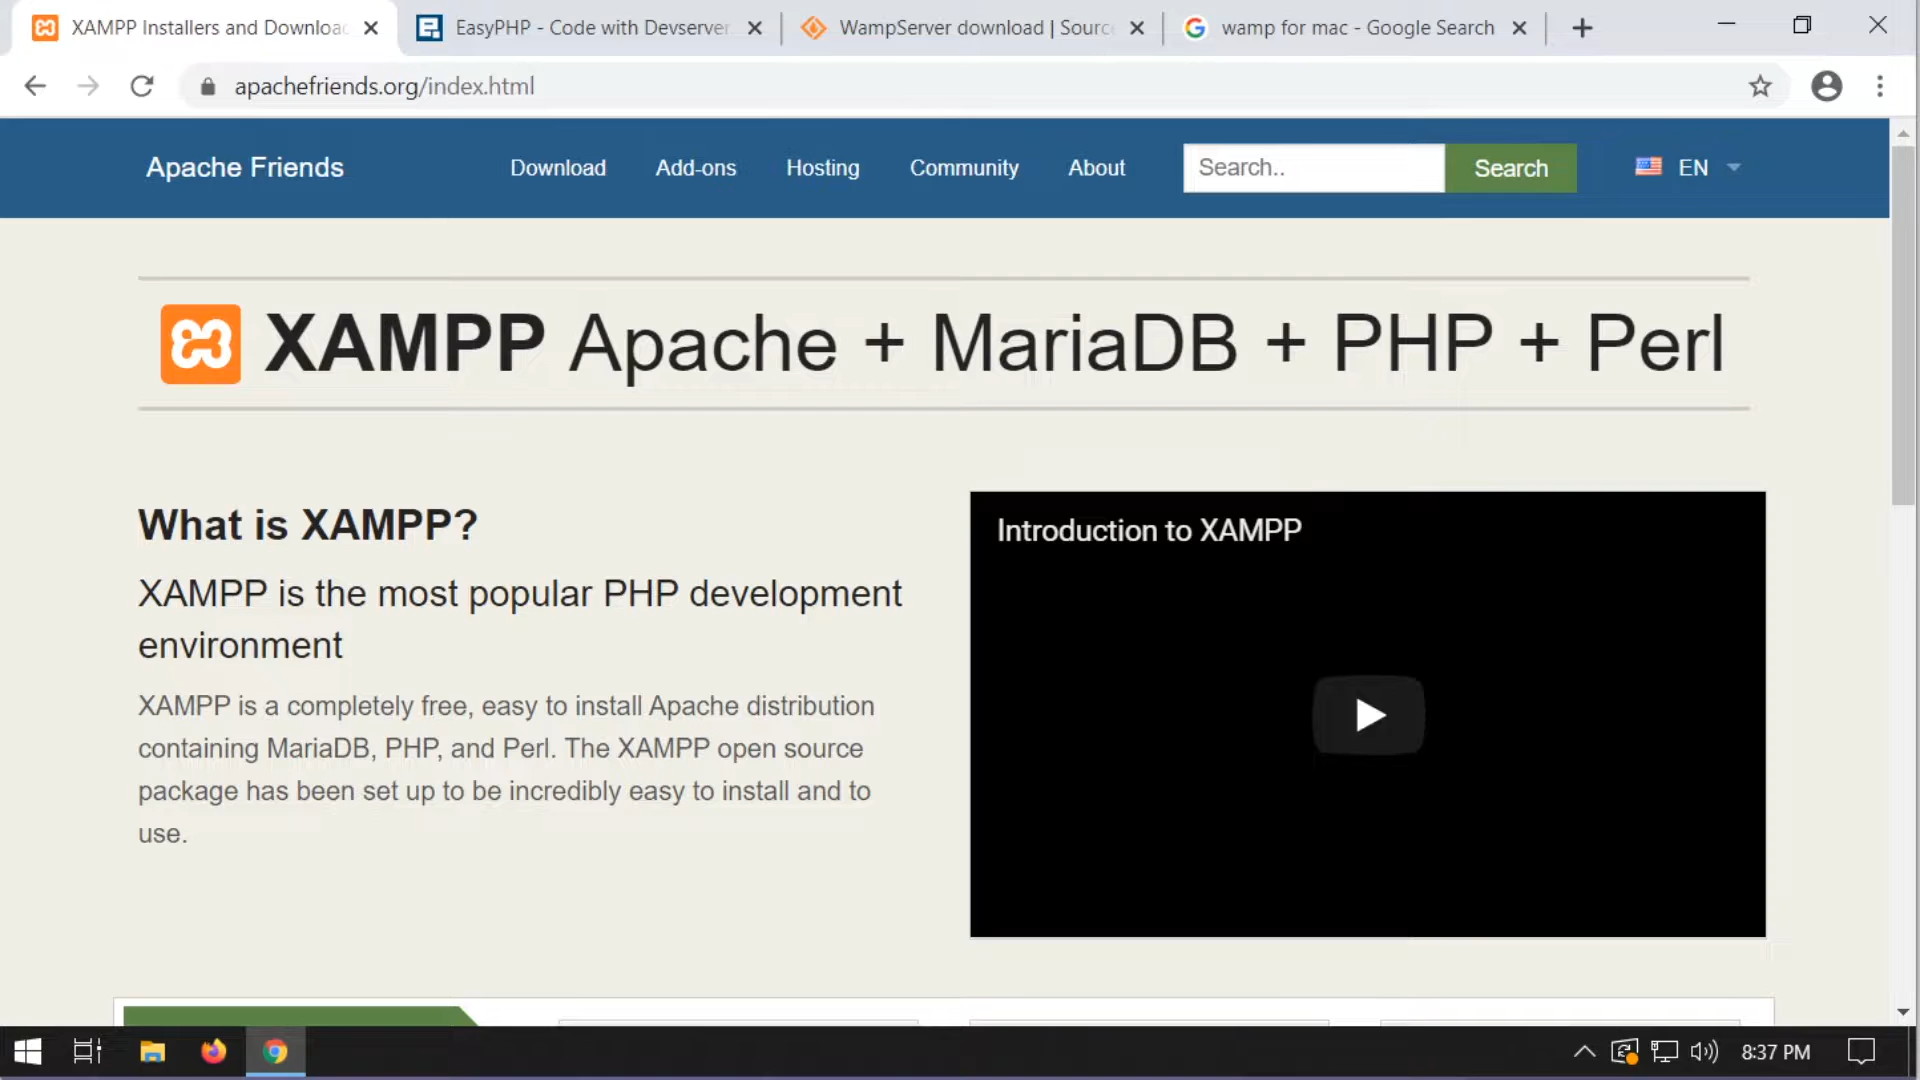 XAMPP Installers and Downloac
EasyPHP - Code with Devserver
WampServer download | Sourc
wamp for mac - Google Search
apachefriends.org/index.html
Apache Friends
Download
Add-ons
Hosting
Community
About
Search..
Search
EN
XAMPP Apache + MariaDB + PHP + Perl
What is XAMPP?
XAMPP is the most popular PHP development
environment
XAMPP is a completely free, easy to install Apache distribution
containing MariaDB, PHP, and Perl. The XAMPP open source
package has been set up to be incredibly easy to install and to
use.
Introduction to XAMPP
8:37 PM